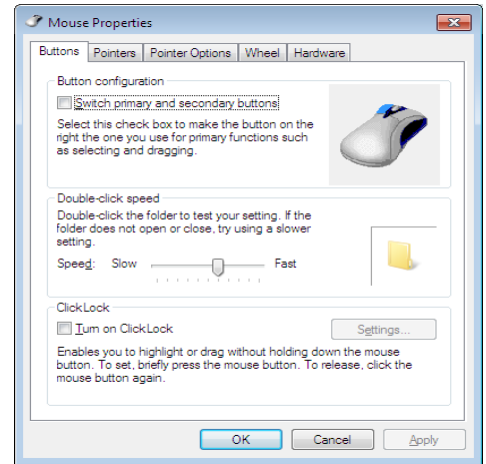 Mouse Properties
Buttons Pointers Pointer Options Wheel Hardware
Button configuration
Switch primary and secondary buttons
Select this check box to make the button on the
right the one you use for primary functions such
as selecting and dragging.
Double-click speed
Double-click the folder to test your setting. If the
folder does not open or close, try using a slower
setting.
Speed: Slow Fast
ClickLock
Turn on ClickLock
Settings...
Enables you to highlight or drag without holding down the mouse
button. To set, briefly press the mouse button. To release, click the
mouse button again.
OK Cancel Apply